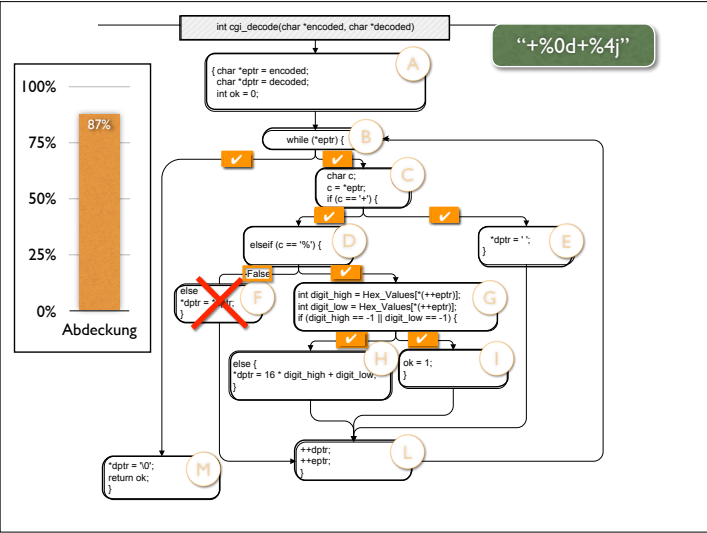 int cgi_decode(char *encoded, char *decoded)
“+%0d+%4j”
A
{ char *eptr = encoded;
char *dptr = decoded;
int ok = 0;
100%
75%
50%
25%
0%
87%
Abdeckung
while (*eptr) {
B
✔
✔
char c;
c = *eptr;
if (c == '+') {
C
✔
✔
elseif (c == '%') {
D
*dptr = ' ';
}
E
False
✔
else
*dptr = *eptr;
}
F
int digit_high = Hex_Values[*(++eptr)];
int digit_low = Hex_Values[*(++eptr)];
if (digit_high == -1 || digit_low == -1) {
G
✔
✔
else {
*dptr = 16 * digit_high + digit_low;
}
H
ok = 1;
}
I
++dptr;
++eptr;
}
L
*dptr = '\0';
return ok;
}
M